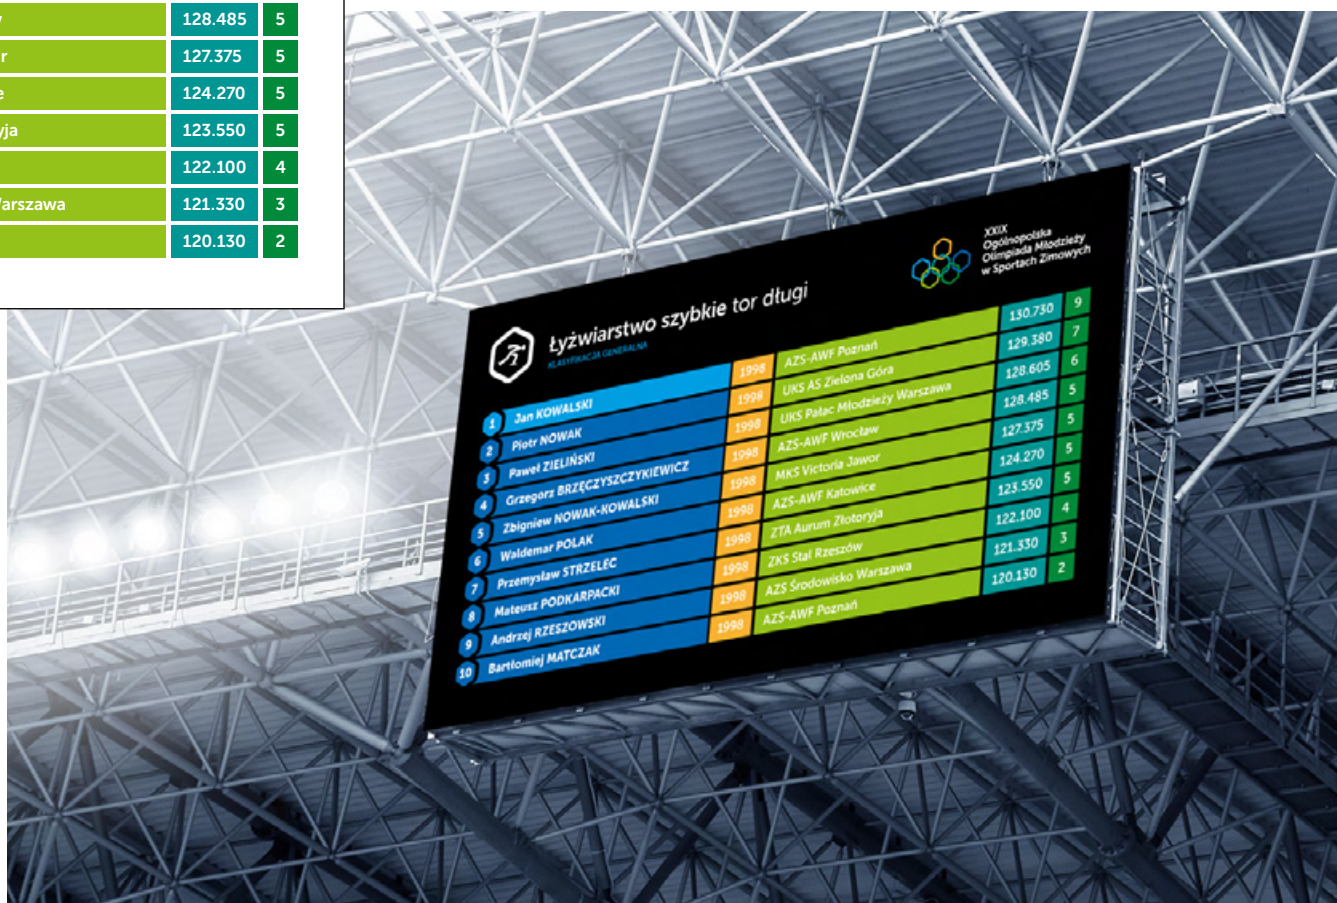 128.485 5
r 127.375 5
e 124.270 5
yja 123.550 5
122.100 4
Warszawa 121.330 3
120.130 2
XXIX
Ogólnopolska
Olimpiada Młodzieży
w Sportach Zimowych
Łyżwiarstwo szybkie tor długi
KLASYFIKACJA GENERALNA
1 Jan KOWALSKI 1998 AZS-AWF Poznań 130.730 9
2 Piotr NOWAK 1998 UKS AS Zielona Góra 129.380 7
3 Paweł ZIELIŃSKI 1998 UKS Pałac Młodzieży Warszawa 128.605 6
4 Grzegorz BRZĘCZYSZCZYKIEWICZ 1998 AZS-AWF Wrocław 128.485 5
5 Zbigniew NOWAK-KOWALSKI 1998 MKS Victoria Jawor 127.375 5
6 Waldemar POLAK 1998 AZS-AWF Katowice 124.270 5
7 Przemysław STRZELEC 1998 ZTA Aurum Złotoryja 123.550 5
8 Mateusz PODKARPACKI 1998 ZKS Stal Rzeszów 122.100 4
9 Andrzej RZESZOWSKI 1998 AZS Środowisko Warszawa 121.330 3
10 Bartłomiej MATCZAK 1998 AZS-AWF Poznań 120.130 2